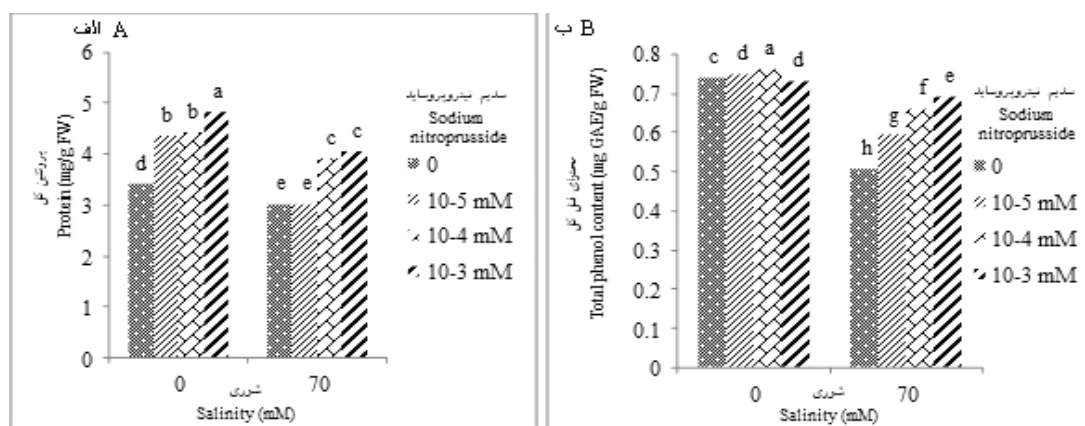 الف A
6
5
4
3
2
1
0
پروتئین کل
Protein (mg/g FW)
d b b a
e e c c
0 70
شوری
Salinity (mM)
سدیم نیتروپروساید
Sodium
nitroprusside
0
10-5 mM
10-4 mM
10-3 mM
ب B
0.8
0.7
0.6
0.5
0.4
0.3
0.2
0.1
0
محتوای فنل کل
Total phenol content (mg GAE/g FW)
c d a d
h g f e
0 70
شوری
Salinity (mM)
سدیم نیتروپروساید
Sodium
nitroprusside
0
10-5 mM
10-4 mM
10-3 mM